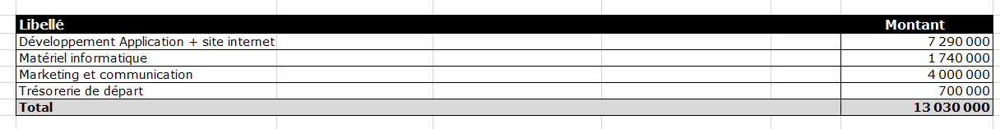 Libellé Montant
Développement Application + site internet 7 290 000
Matériel informatique 1 740 000
Marketing et communication 4 000 000
Trésorerie de départ 700 000
Total 13 030 000